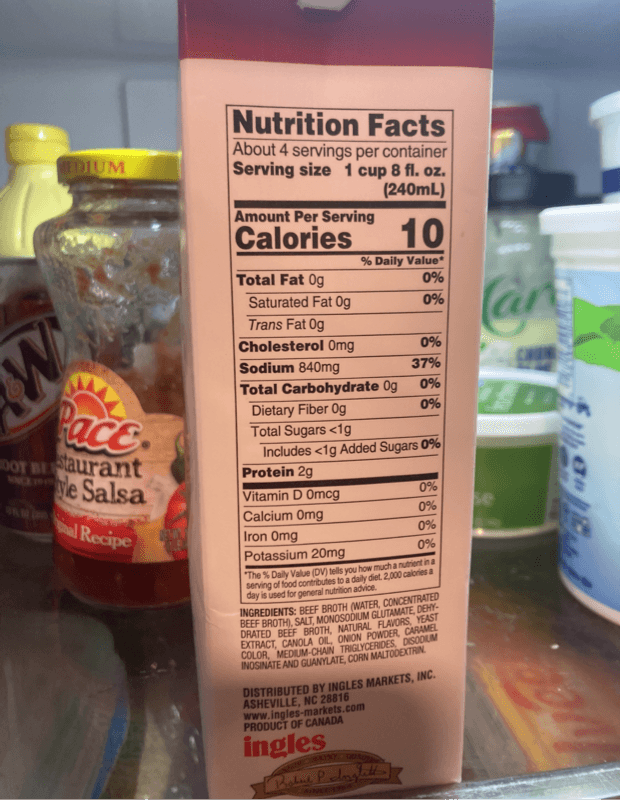 Nutrition Facts
About 4 servings per container
Serving size 1 cup 8 fl. oz.
(240mL)
Amount Per Serving
Calories 10
% Daily Value*
Total Fat 0g 0%
Saturated Fat 0g 0%
Trans Fat 0g
Cholesterol 0mg 0%
Sodium 840mg 37%
Total Carbohydrate 0g 0%
Dietary Fiber 0g 0%
Total Sugars <1g
Includes <1g Added Sugars 0%
Protein 2g
Vitamin D 0mcg 0%
Calcium 0mg 0%
Iron 0mg 0%
Potassium 20mg 0%
*The % Daily Value (DV) tells you how much a nutrient in a
serving of food contributes to a daily diet. 2,000 calories a
day is used for general nutrition advice.
INGREDIENTS: BEEF BROTH (WATER, CONCENTRATED
BEEF BROTH), SALT, MONOSODIUM GLUTAMATE, DEHY-
DRATED BEEF BROTH, NATURAL FLAVORS, YEAST
EXTRACT, CANOLA OIL, ONION POWDER, CARAMEL
COLOR, MEDIUM-CHAIN TRIGLYCERIDES, DISODIUM
INOSINATE AND GUANYLATE, CORN MALTODEXTRIN.
DISTRIBUTED BY INGLES MARKETS, INC.
ASHEVILLE, NC 28816
www.ingles-markets.com
PRODUCT OF CANADA
ingles
MEDIUM
Pace
staurant
yle Salsa
inal Recipe
A&W
OOT BE